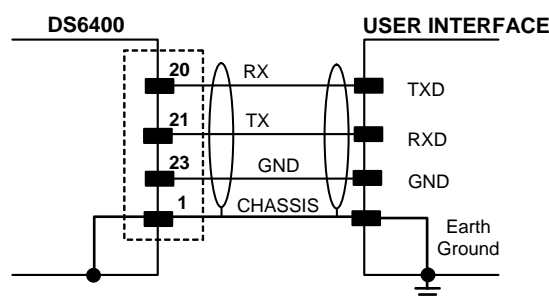 DS6400
USER INTERFACE
20
RX
TXD
21
TX
RXD
23
GND
GND
1
CHASSIS
Earth
Ground